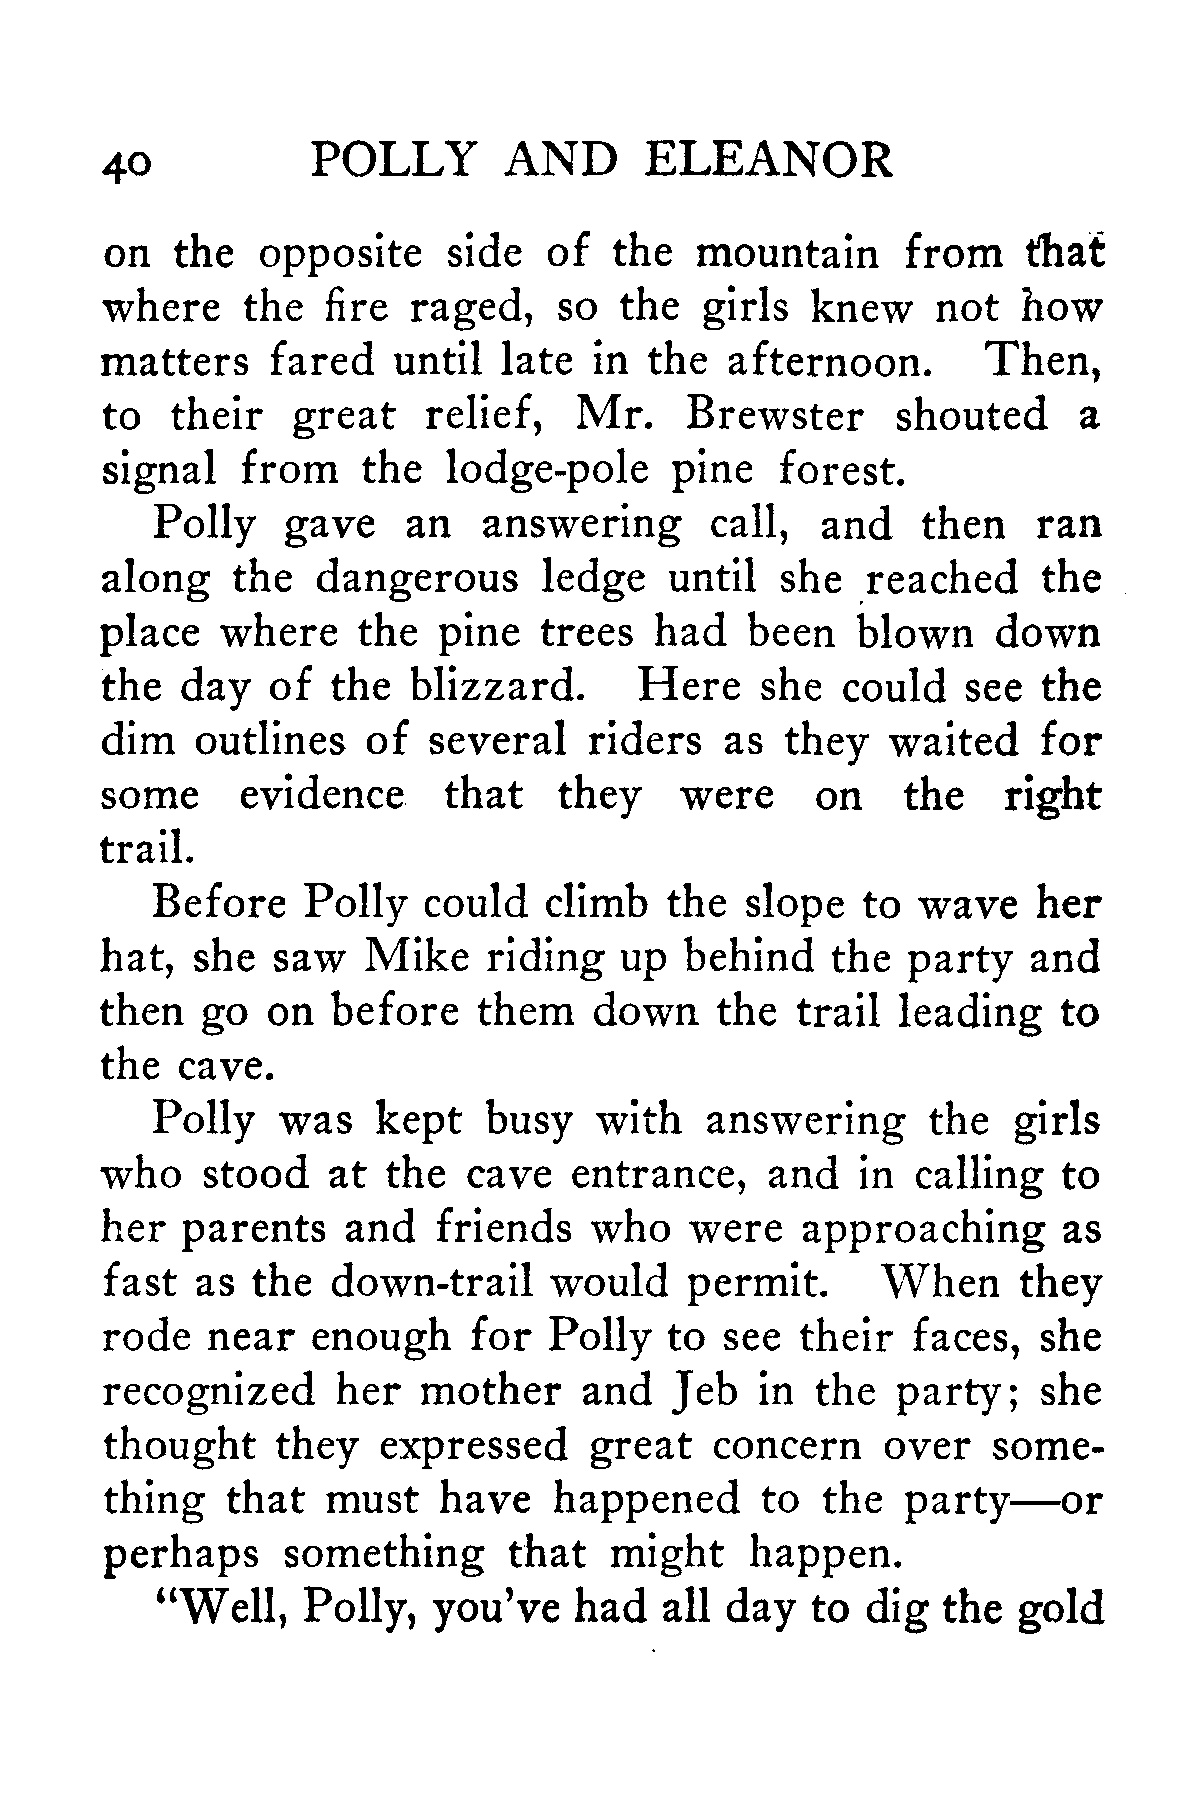 40 POLLY AND ELEANOR
on the opposite side of the mountain from that
where the fire raged, so the girls knew not how
matters fared until late in the afternoon. Then,
to their great relief, Mr. Brewster shouted a
signal from the lodge-pole pine forest.
Polly gave an answering call, and then ran
along the dangerous ledge until she reached the
place where the pine trees had been blown down
the day of the blizzard. Here she could see the
dim outlines of several riders as they waited for
some evidence that they were on the right
trail.
Before Polly could climb the slope to wave her
hat, she saw Mike riding up behind the party and
then go on before them down the trail leading to
the cave.
Polly was kept busy with answering the girls
who stood at the cave entrance, and in calling to
her parents and friends who were approaching as
fast as the down-trail would permit. When they
rode near enough for Polly to see their faces, she
recognized her mother and Jeb in the party; she
thought they expressed great concern over some-
thing that must have happened to the party—or
perhaps something that might happen.
“Well, Polly, you’ve had all day to dig the gold